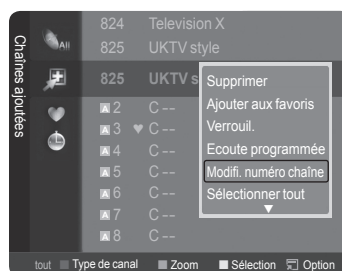 Chaînes ajoutées
All
824 Television X
825 UKTV style
825 UKTV s
A 2 C --
A 3 ♥ C --
A 4 C --
A 5 C --
A 6 C --
A 7 C --
A 8 C --
Supprimer
Ajouter aux favoris
Verrouil.
Ecoute programmée
Modifi. numéro chaîne
Sélectionner tout
tout Type de canal Zoom Sélection Option